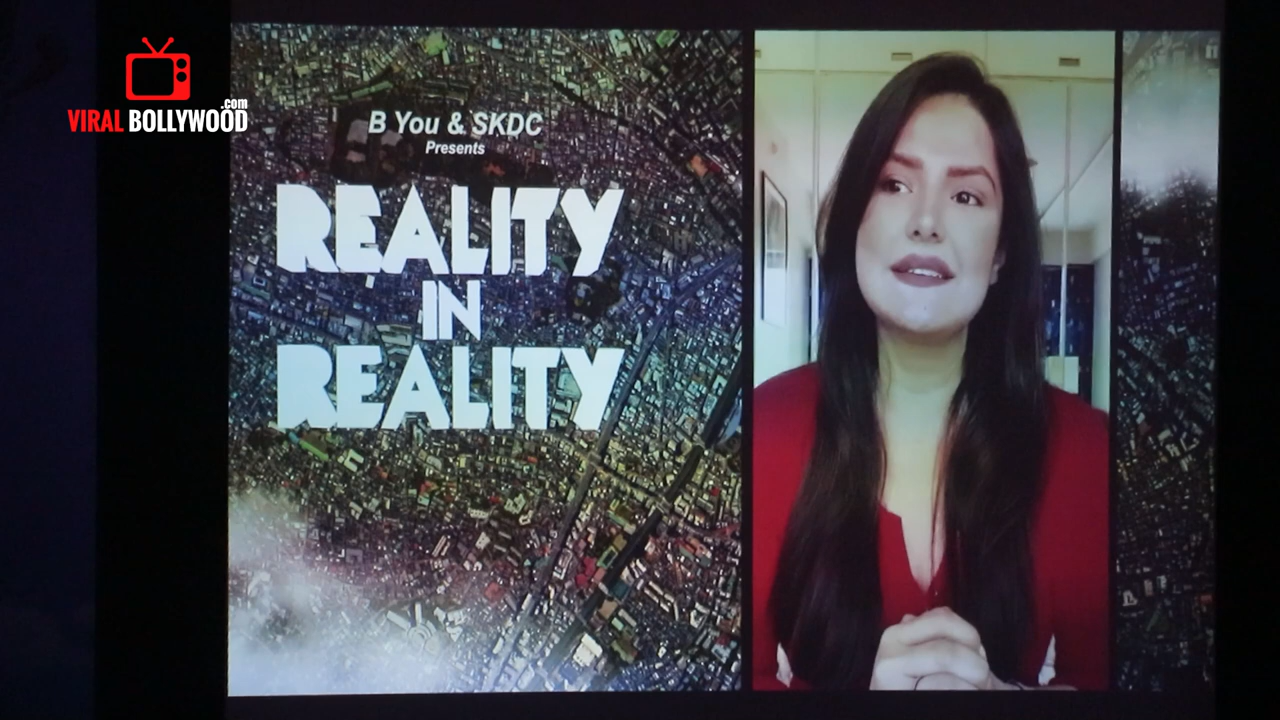 .com
VIRAL BOLLYWOOD
B You & SKDC
Presents
REALITY
IN
REALITY